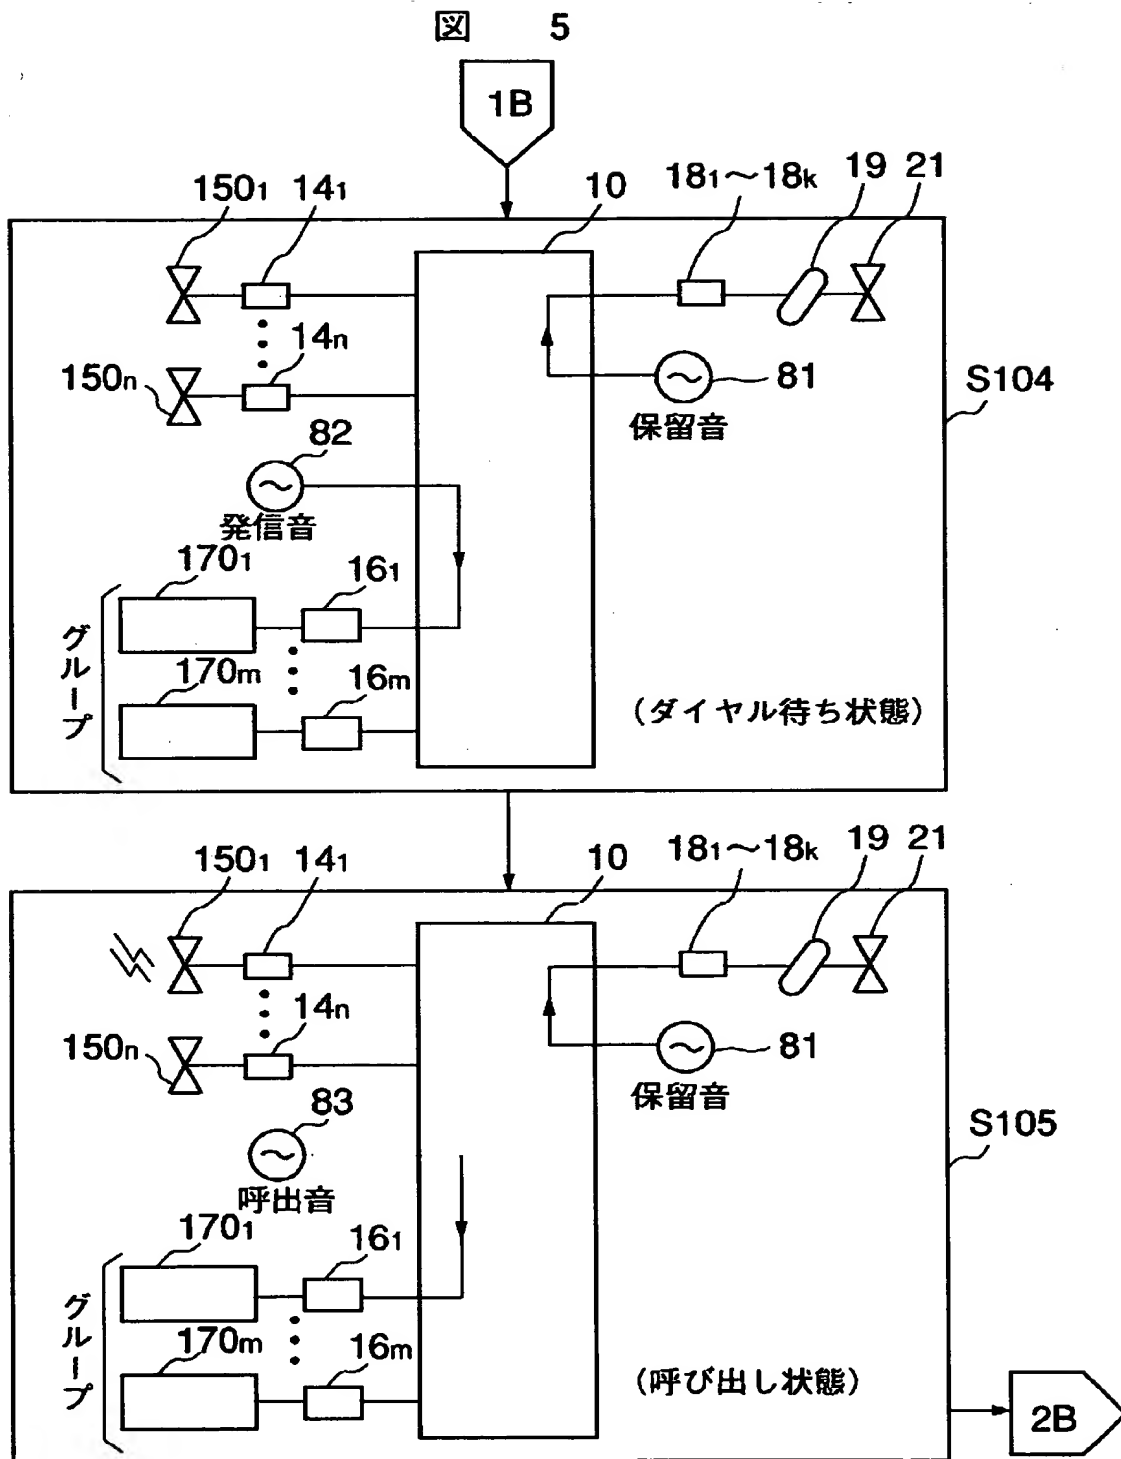 図 5
1B
150₁ 14₁ 10 18₁～18k 19 21
14n
150n
81
保留音
S104
82
発信音
170₁
16₁
グループ
170m
16m
(ダイヤル待ち状態)
150₁ 14₁ 10 18₁～18k 19 21
14n
150n
81
保留音
83
呼出音
S105
170₁
16₁
グループ
170m
16m
(呼び出し状態)
2B